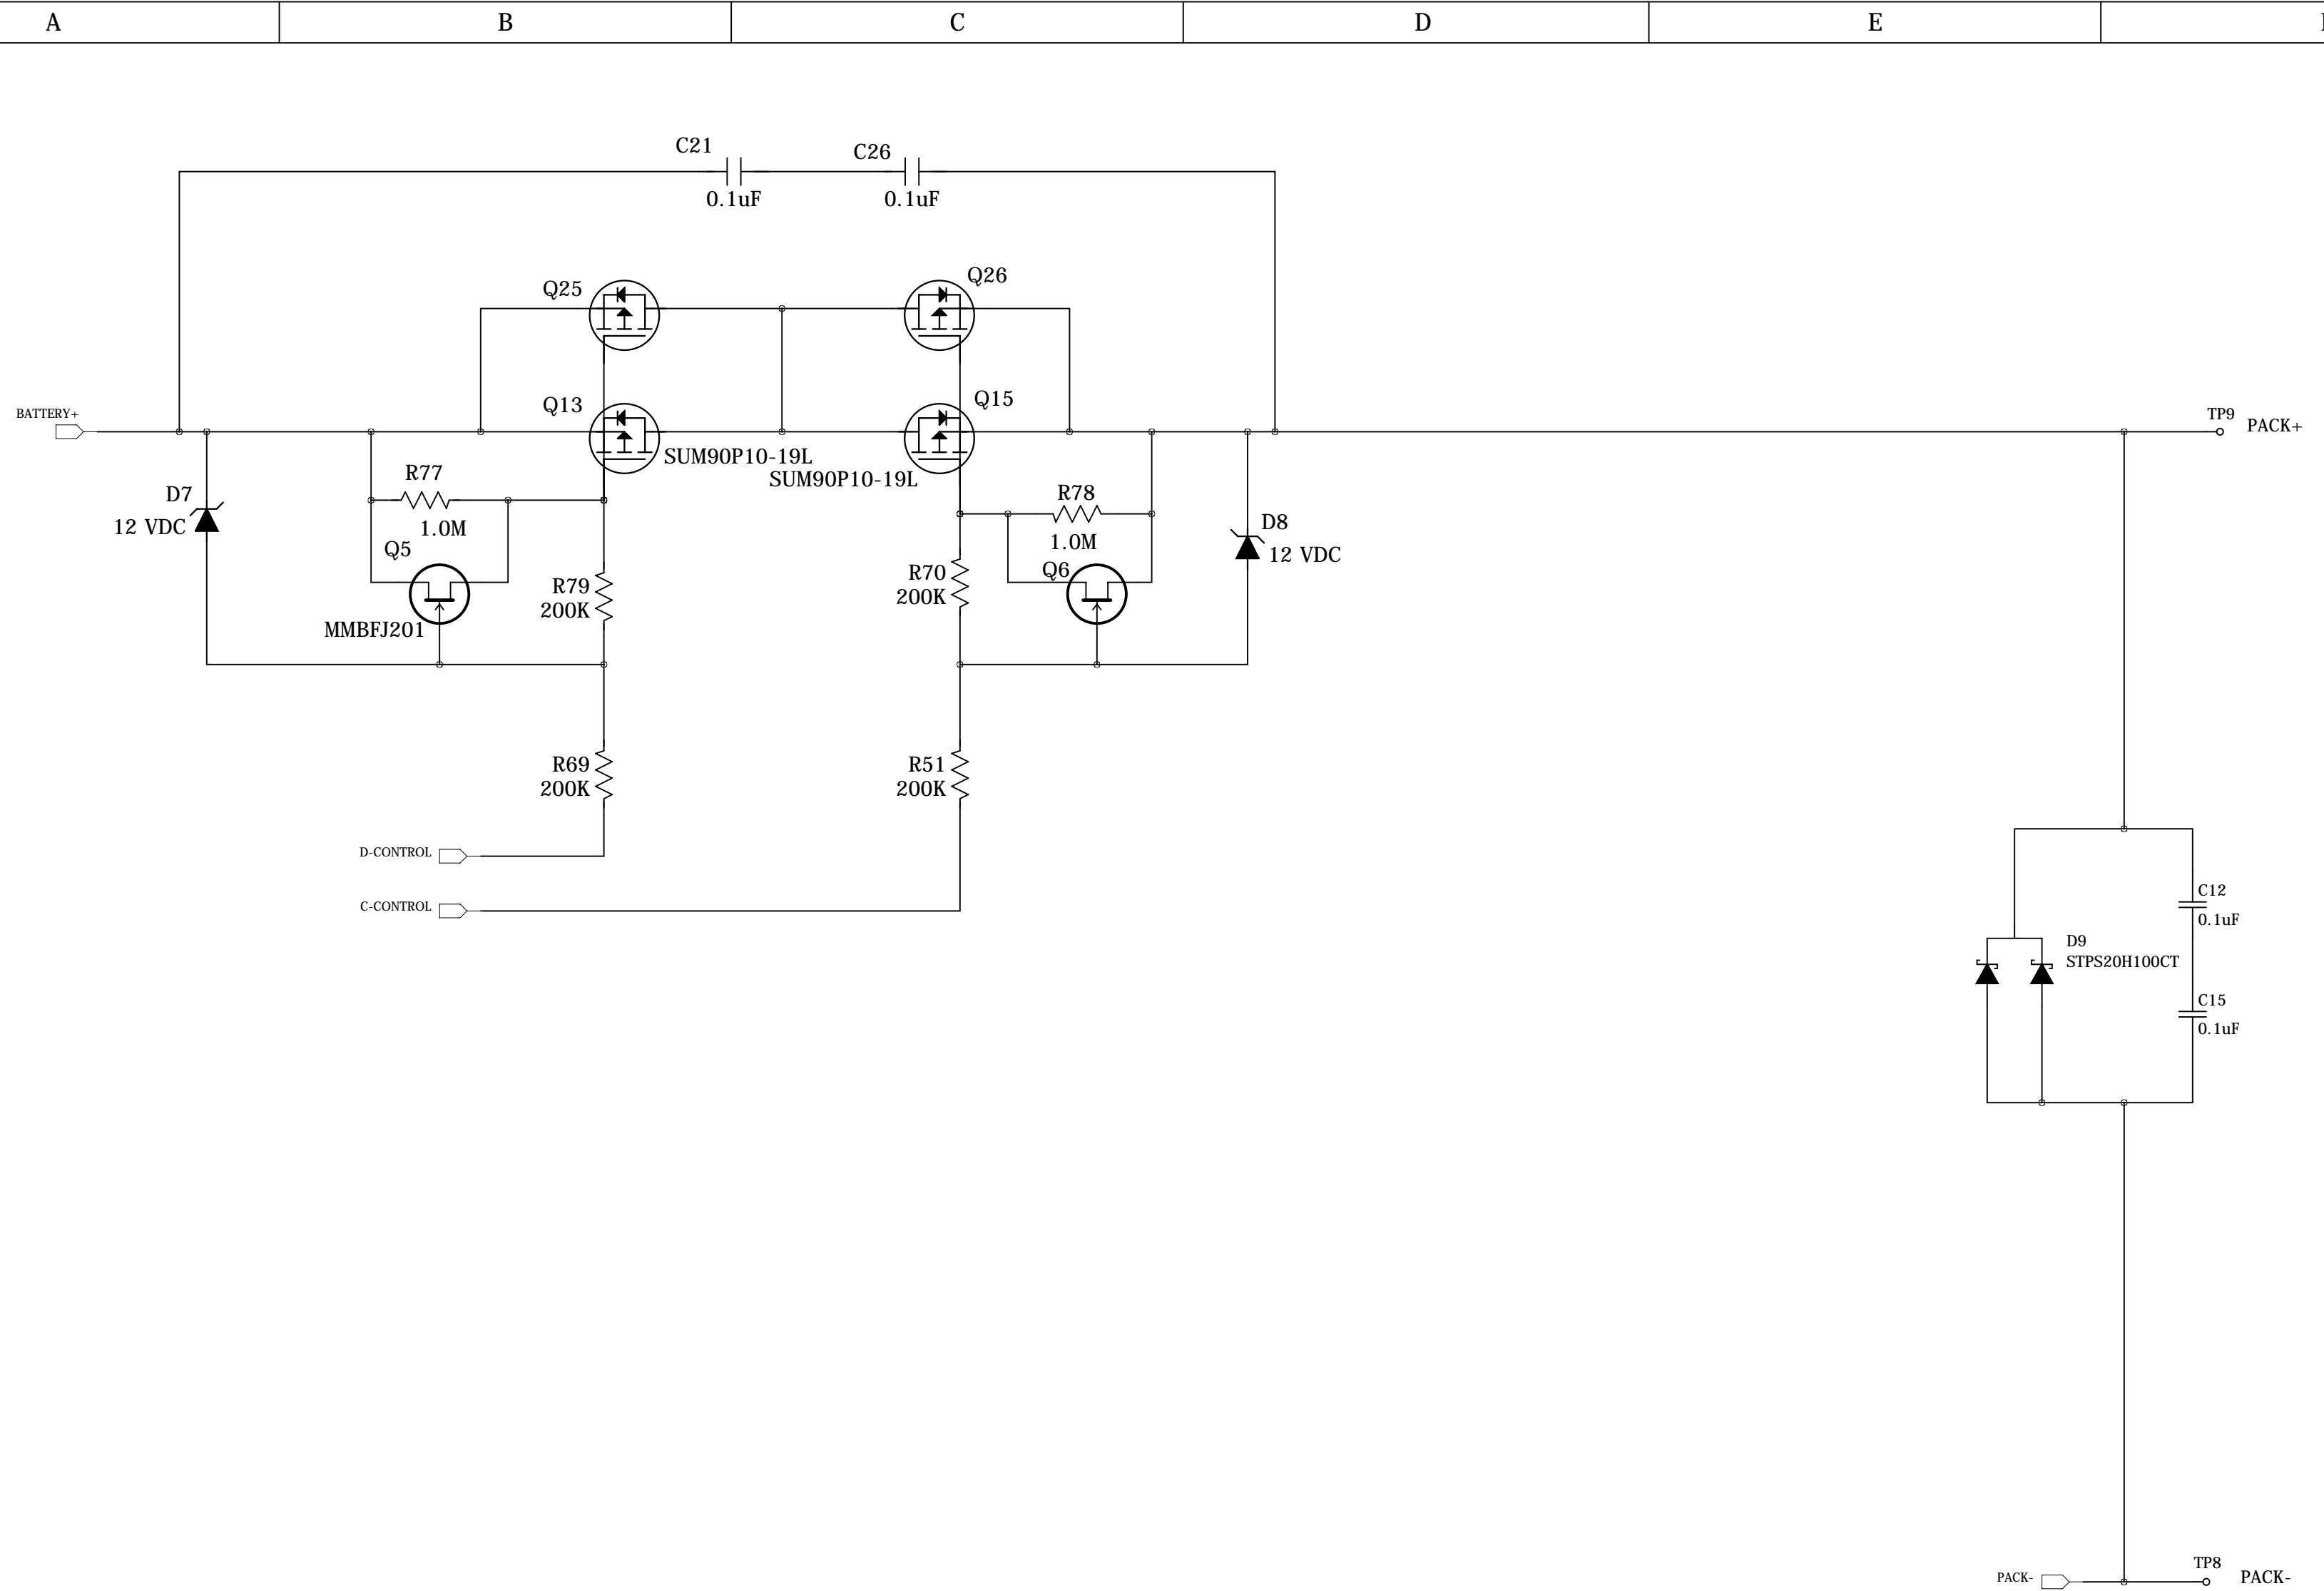 A B C D E
C21
C26
0.1uF
0.1uF
Q25
Q26
Q13
Q15
BATTERY+
TP9
PACK+
SUM90P10-19L
SUM90P10-19L
R77
1.0M
R78
1.0M
D7
12 VDC
Q5
MMBFJ201
R79
200K
R70
200K
Q6
D8
12 VDC
R69
200K
R51
200K
D-CONTROL
C-CONTROL
C12
0.1uF
D9
STPS20H100CT
C15
0.1uF
PACK-
TP8
PACK-